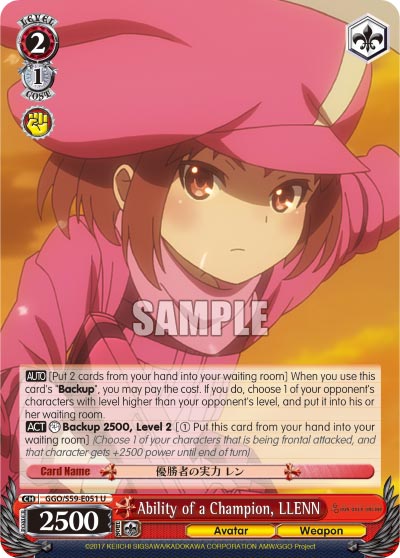 LEVEL
2
1
COST
SAMPLE
AUTO [Put 2 cards from your hand into your waiting room] When you use this
card's "Backup", you may pay the cost. If you do, choose 1 of your opponent's
characters with level higher than your opponent's level, and put it into his or
her waiting room.
ACT Backup 2500, Level 2 [① Put this card from your hand into your
waiting room] (Choose 1 of your characters that is being frontal attacked, and
that character gets +2500 power until end of turn)
Card Name 優勝者の実力 レン
CH GGO/S59-E051 U
Ability of a Champion, LLENN
POWER
2500
Avatar Weapon
©2017 KEIICHI SIGSAWA/KADOKAWA CORPORATION AMW/GGO Project